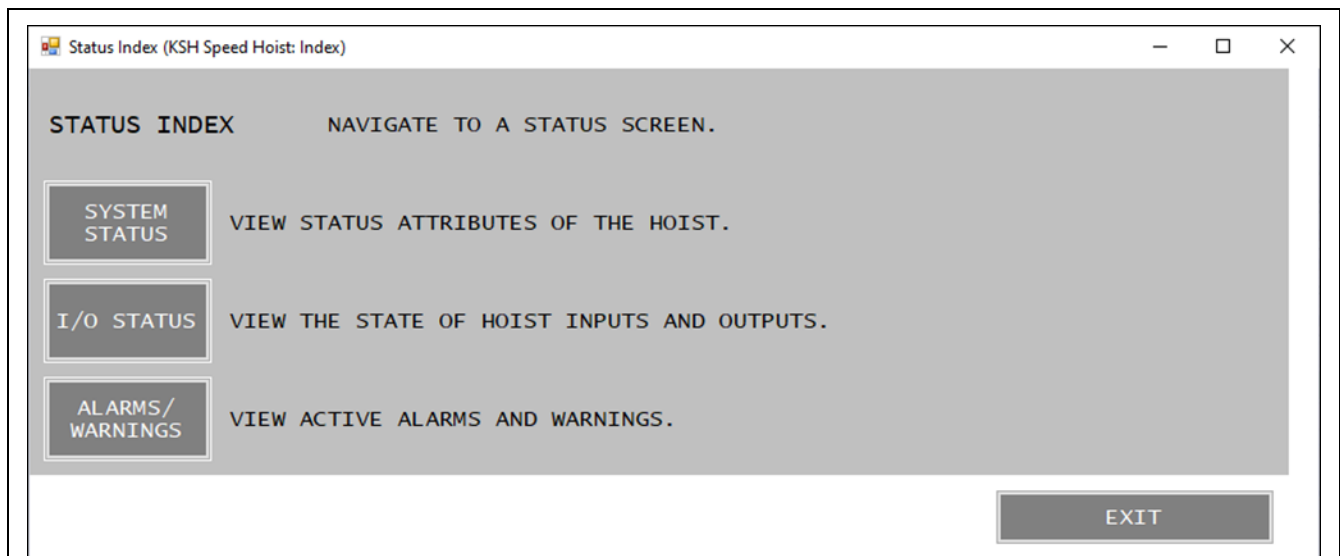 Status Index (KSH Speed Hoist: Index)
STATUS INDEX NAVIGATE TO A STATUS SCREEN.
SYSTEM
STATUS
VIEW STATUS ATTRIBUTES OF THE HOIST.
I/O STATUS
VIEW THE STATE OF HOIST INPUTS AND OUTPUTS.
ALARMS/
WARNINGS
VIEW ACTIVE ALARMS AND WARNINGS.
EXIT